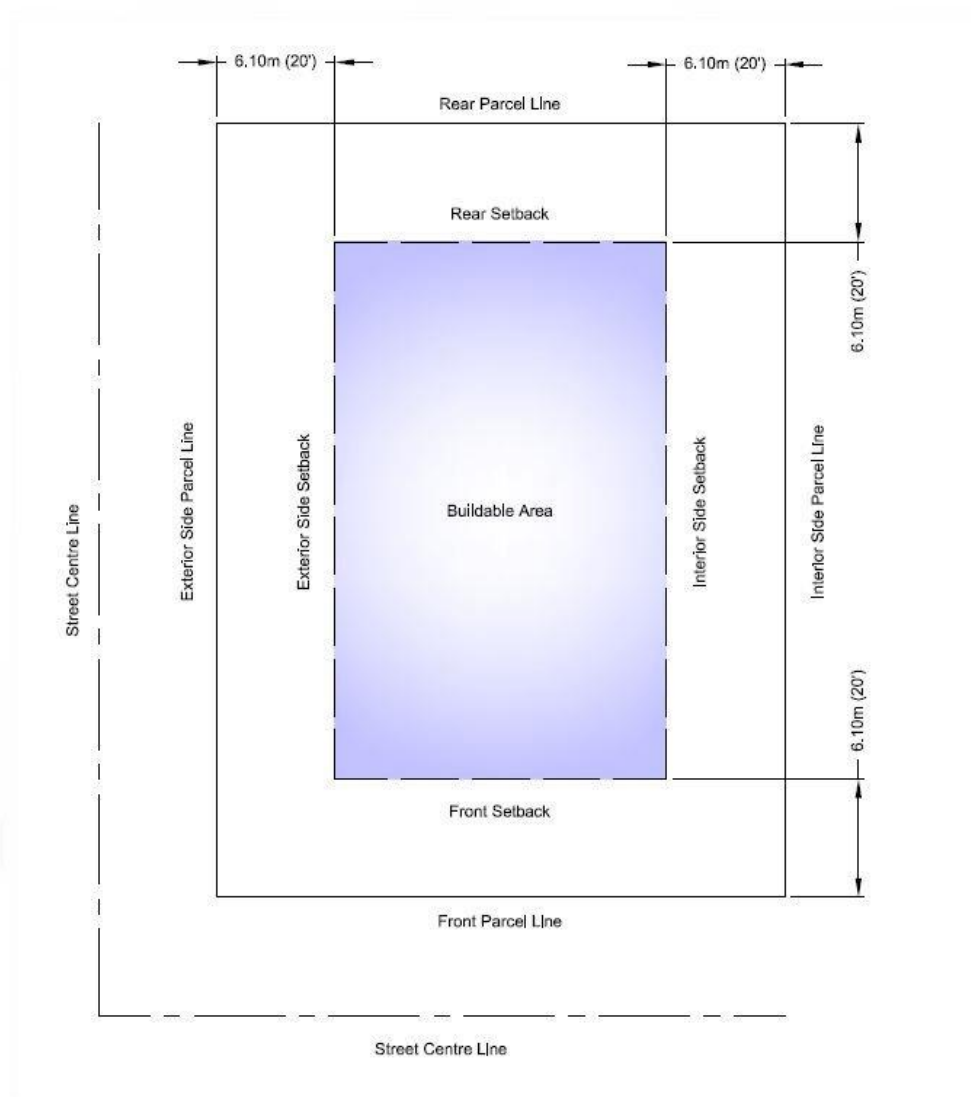 6.10m (20')
6.10m (20')
Rear Parcel Line
Rear Setback
6.10m (20')
Street Centre Line
Exterior Side Parcel Line
Exterior Side Setback
Buildable Area
Interior Side Setback
Interior Side Parcel Line
6.10m (20')
Front Setback
Front Parcel Line
Street Centre Line